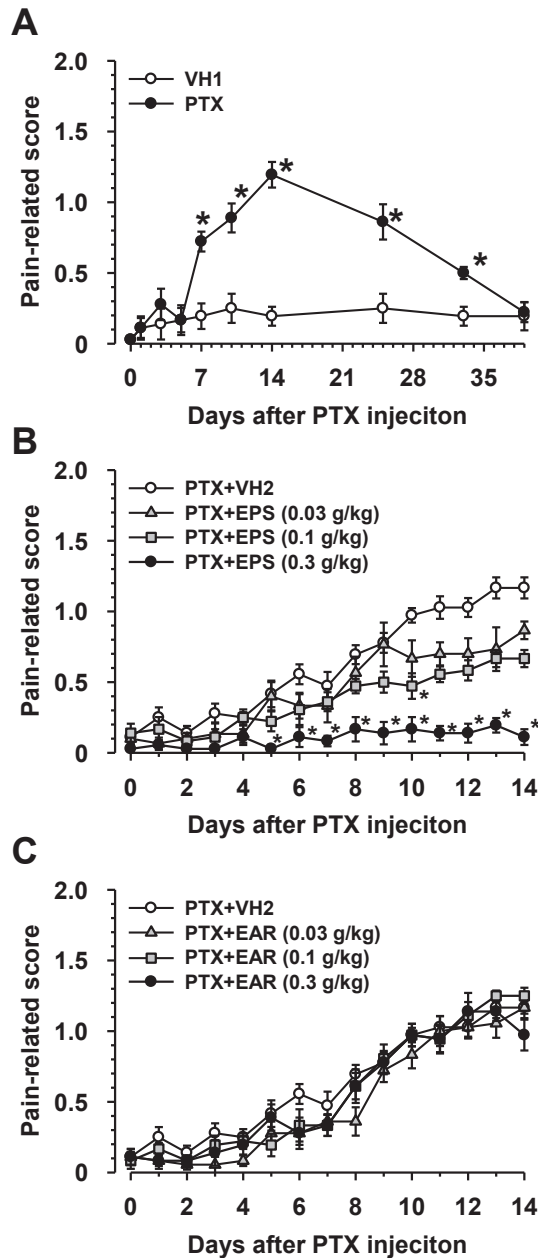 A
2.0
1.5
1.0
0.5
0
Pain-related score
VH1
PTX
* * * * *
0 7 14 21 28 35
Days after PTX injeciton
B
2.0
1.5
1.0
0.5
0
Pain-related score
PTX+VH2
PTX+EPS (0.03 g/kg)
PTX+EPS (0.1 g/kg)
PTX+EPS (0.3 g/kg)
*
* * * * * * * * * *
0 2 4 6 8 10 12 14
Days after PTX injeciton
C
2.0
1.5
1.0
0.5
0
Pain-related score
PTX+VH2
PTX+EAR (0.03 g/kg)
PTX+EAR (0.1 g/kg)
PTX+EAR (0.3 g/kg)
0 2 4 6 8 10 12 14
Days after PTX injeciton